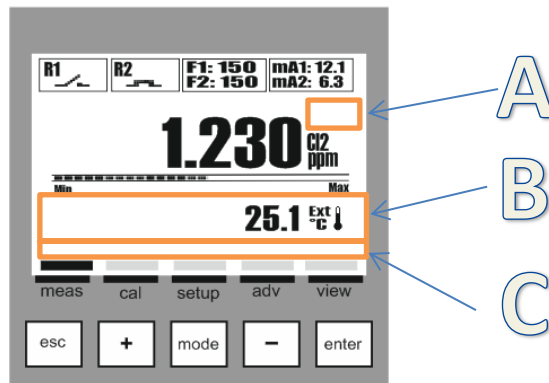 R1
R2
F1: 150
F2: 150
mA1: 12.1
mA2: 6.3
A
1.230
Cl2
ppm
Min
Max
B
25.1
Ext
°C
C
meas
cal
setup
adv
view
esc
+
mode
−
enter